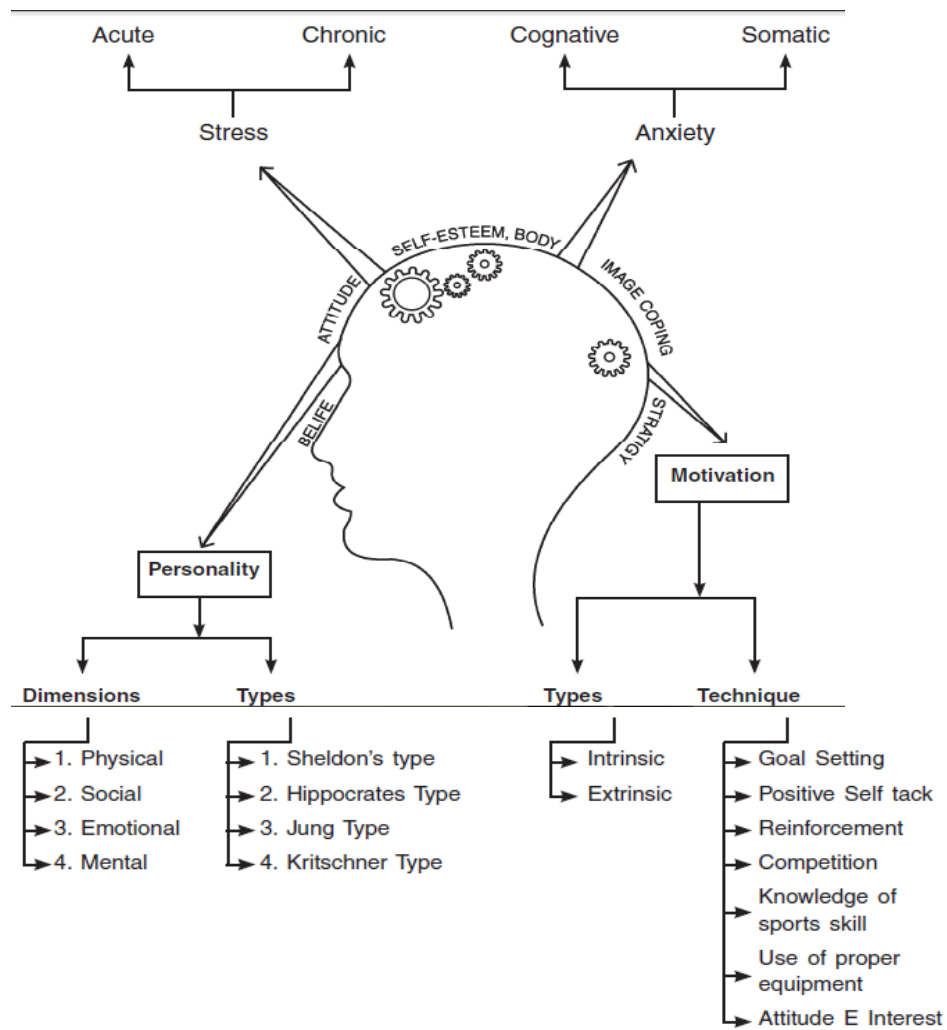 Acute Chronic Cognitive Somatic
Stress Anxiety
SELF-ESTEEM, BODY
IMAGE COPING
ATTITUDE
BELIFE
STRATIGY
Motivation
Personality
Dimensions Types Types Technique
1. Physical 1. Sheldon's type Intrinsic Goal Setting
2. Social 2. Hippocrates Type Extrinsic Positive Self tack
3. Emotional 3. Jung Type Reinforcement
4. Mental 4. Kritschner Type Competition
Knowledge of
sports skill
Use of proper
equipment
Attitude E Interest